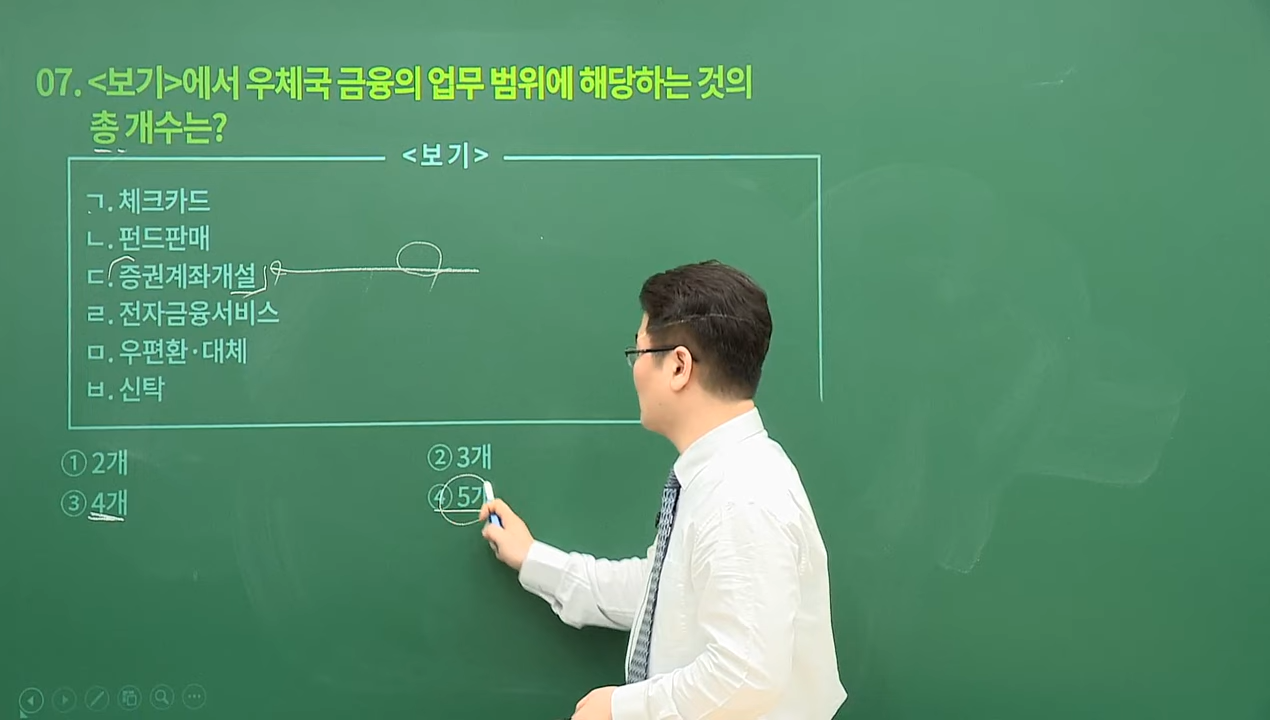 07. <보기>에서 우체국 금융의 업무 범위에 해당하는 것의
총 개수는?
<보기>
ㄱ. 체크카드
ㄴ. 펀드판매
ㄷ. 증권계좌개설
ㄹ. 전자금융서비스
ㅁ. 우편환·대체
ㅂ. 신탁
① 2개
② 3개
③ 4개
④ 5개